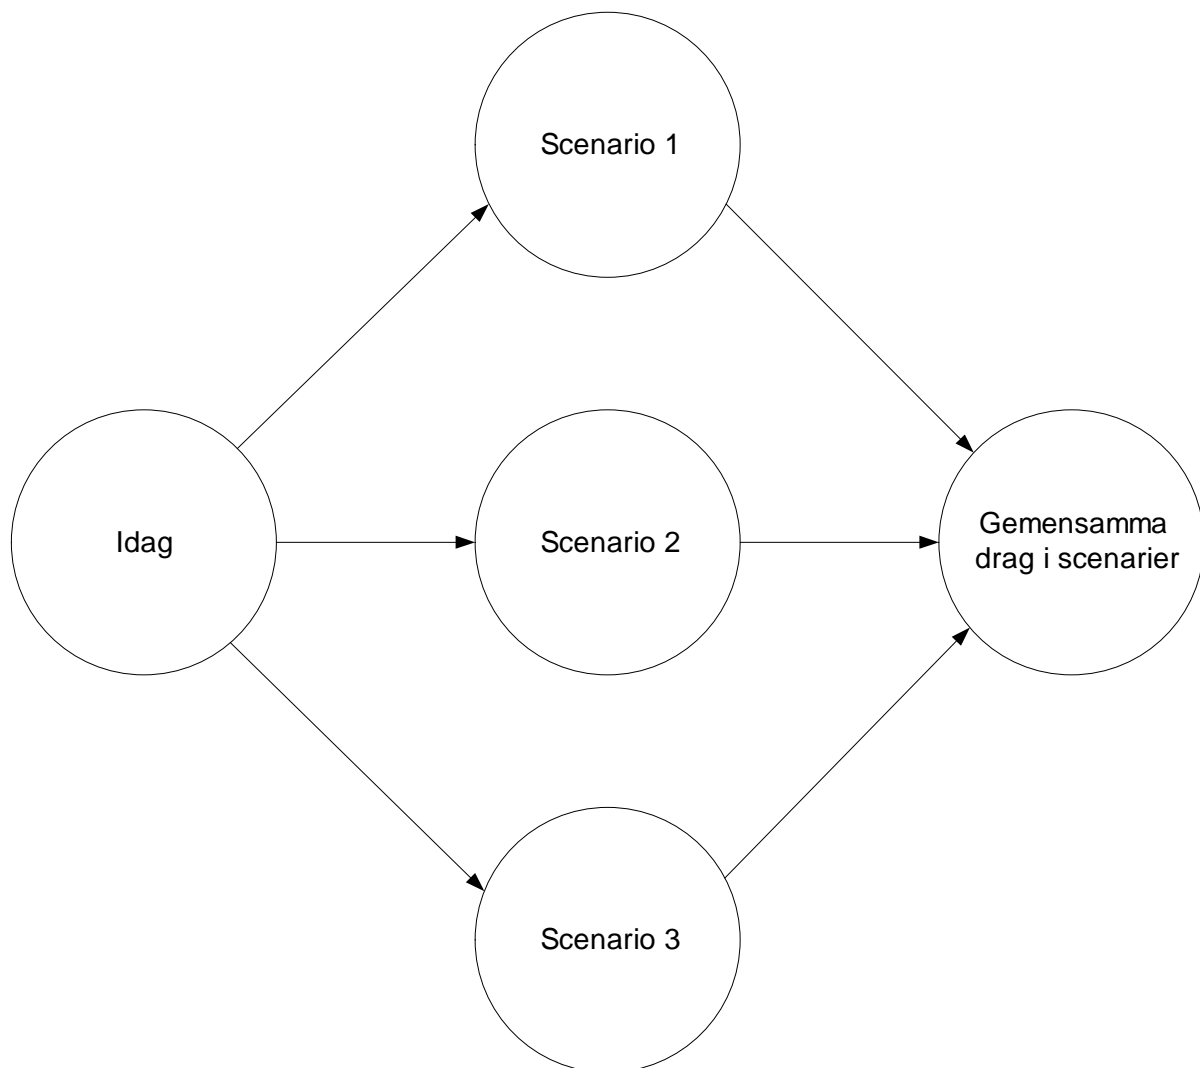 Scenario 1
Idag
Scenario 2
Gemensamma
drag i scenarier
Scenario 3